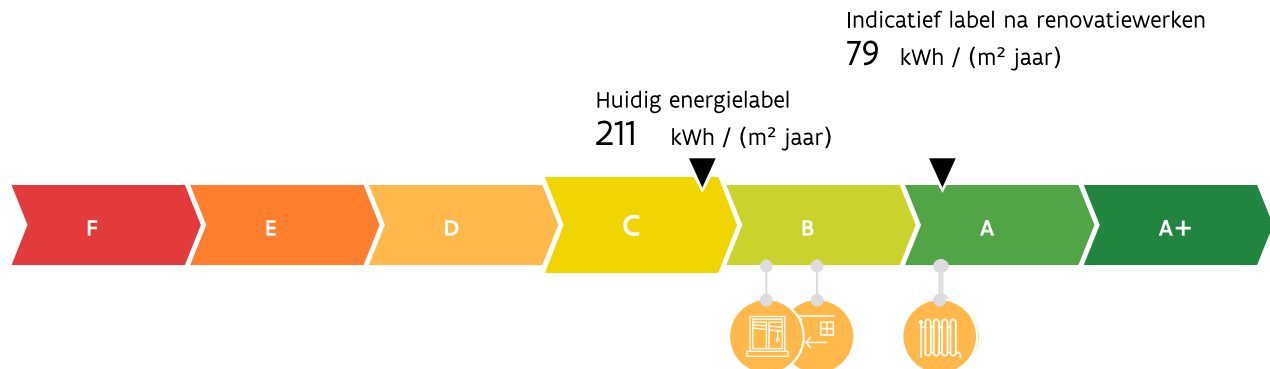 Indicatief label na renovatiewerken
79 kWh / (m² jaar)
Huidig energielabel
211 kWh / (m² jaar)
F E D C B A A+